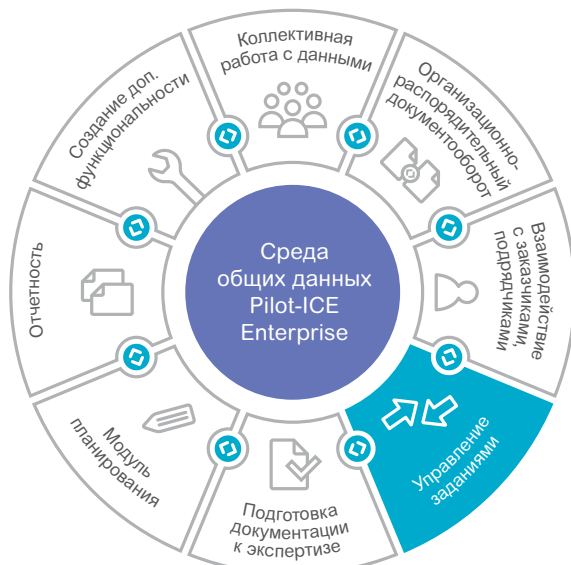 Коллективная
работа с данными
Организационно-
распорядительный
документооборот
Взаимодействие
с заказчиками,
подрядчиками
Управление
заданиями
Подготовка
документации
к экспертизе
Модуль
планирования
Отчетность
Создание доп.
функциональности
Среда
общих данных
Pilot-ICE
Enterprise